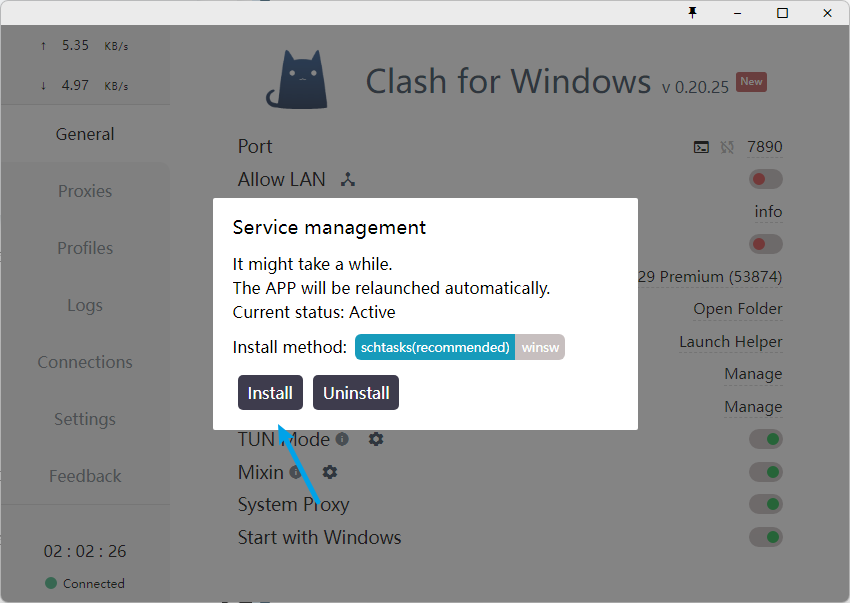 ↑ 5.35 KB/s
↓ 4.97 KB/s
General
Proxies
Profiles
Logs
Connections
Settings
Feedback
02 : 02 : 26
Connected
Clash for Windows v 0.20.25 New
Port 7890
Allow LAN
info
29 Premium (53874)
Open Folder
Launch Helper
Manage
Manage
Service management
It might take a while.
The APP will be relaunched automatically.
Current status: Active
Install method: schtasks(recommended) winsw
Install Uninstall
TUN Mode
Mixin
System Proxy
Start with Windows